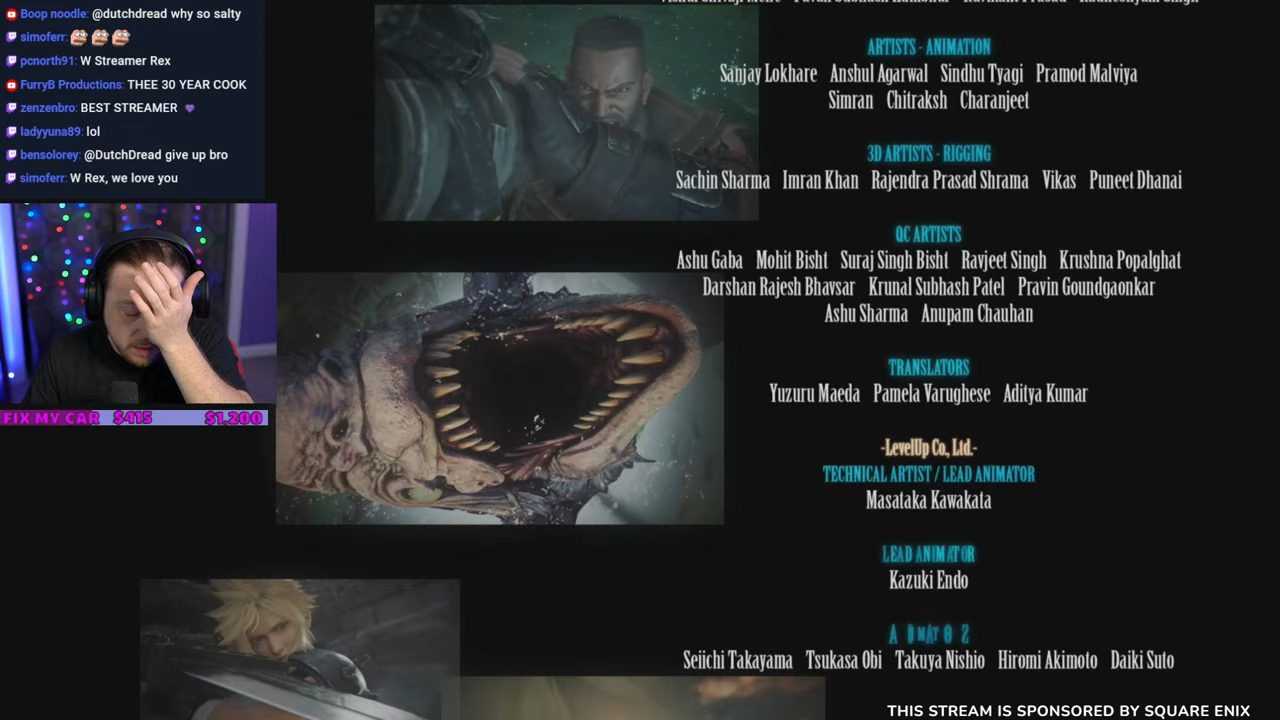 Boop noodle: @dutchdread why so salty
simoferr:
pcnorth91: W Streamer Rex
FurryB Productions: THEE 30 YEAR COOK
zenzenbro: BEST STREAMER
ladyyuna89: lol
bensolorey: @DutchDread give up bro
simoferr: W Rex, we love you
FIX MY CAR $415 $1,200
ARTISTS - ANIMATION
Sanjay Lokhare Anshul Agarwal Sindhu Tyagi Pramod Malviya
Simran Chitraksh Charanjeet
3D ARTISTS - RIGGING
Sachin Sharma Imran Khan Rajendra Prasad Shrama Vikas Puneet Dhanai
QC ARTISTS
Ashu Gaba Mohit Bisht Suraj Singh Bisht Ravjeet Singh Krushna Popalghat
Darshan Rajesh Bhavsar Krunal Subhash Patel Pravin Goundgaonkar
Ashu Sharma Anupam Chauhan
TRANSLATORS
Yuzuru Maeda Pamela Varughese Aditya Kumar
-LevelUp Co., Ltd.-
TECHNICAL ARTIST / LEAD ANIMATOR
Masataka Kawakata
LEAD ANIMATOR
Kazuki Endo
Seiichi Takayama Tsukasa Obi Takuya Nishio Hiromi Akimoto Daiki Suto
THIS STREAM IS SPONSORED BY SQUARE ENIX